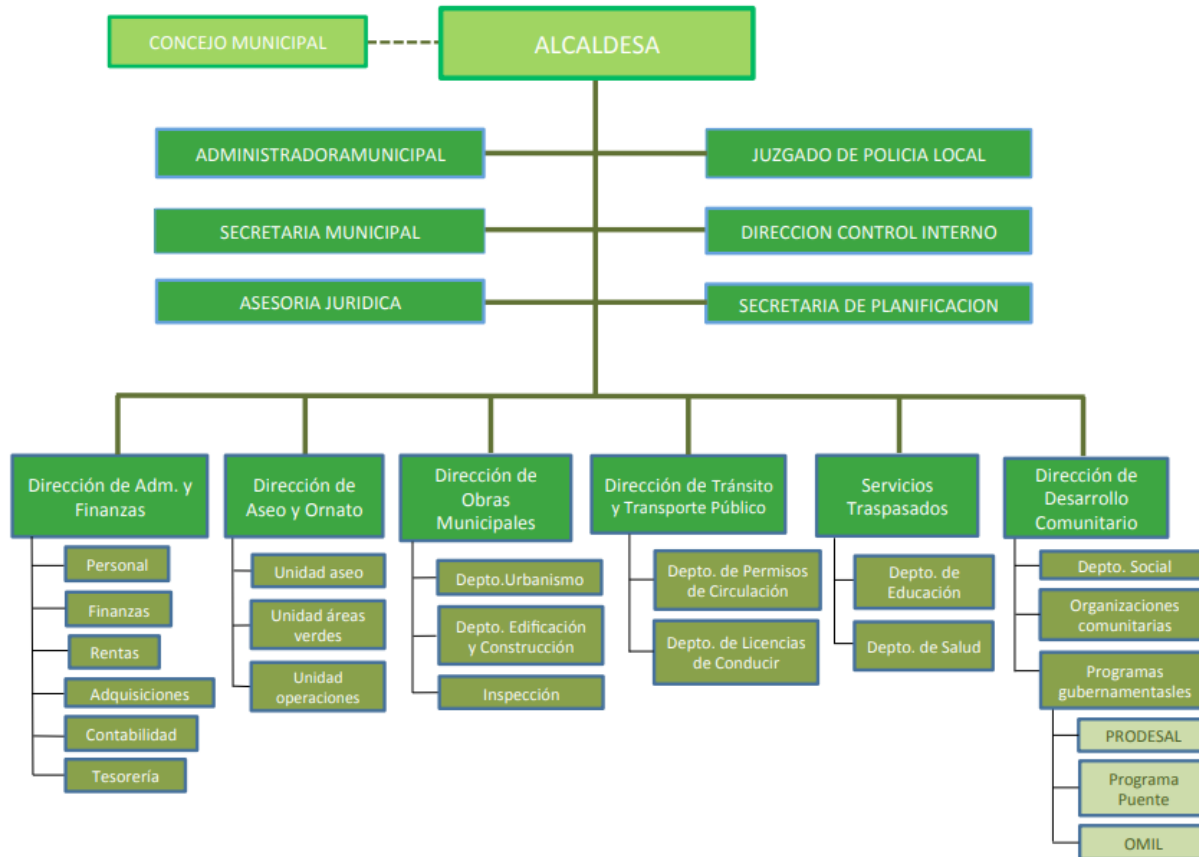 CONCEJO MUNICIPAL
ALCALDESA
ADMINISTRADORAMUNICIPAL
JUZGADO DE POLICIA LOCAL
SECRETARIA MUNICIPAL
DIRECCION CONTROL INTERNO
ASESORIA JURIDICA
SECRETARIA DE PLANIFICACION
Dirección de Adm. y
Finanzas
Personal
Finanzas
Rentas
Adquisiciones
Contabilidad
Tesorería
Dirección de
Aseo y Ornato
Unidad aseo
Unidad áreas
verdes
Unidad
operaciones
Dirección de
Obras
Municipales
Depto.Urbanismo
Depto. Edificación
y Construcción
Inspección
Dirección de Tránsito
y Transporte Público
Depto. de Permisos
de Circulación
Depto. de Licencias
de Conducir
Servicios
Traspasados
Depto. de
Educación
Depto. de Salud
Dirección de
Desarrollo
Comunitario
Depto. Social
Organizaciones
comunitarias
Programas
gubernamentasles
PRODESAL
Programa
Puente
OMIL